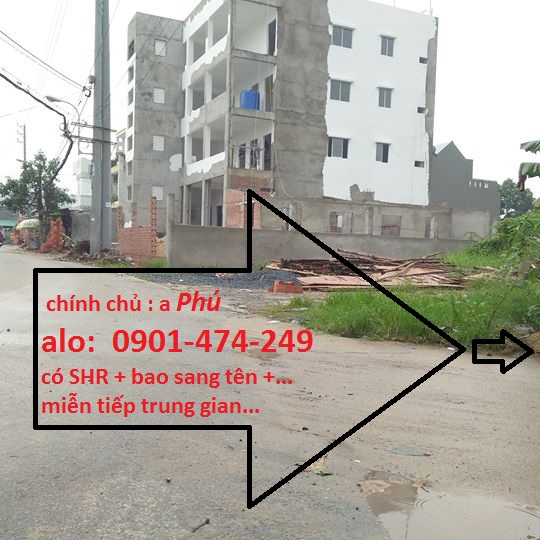 chính chủ : a Phú
alo: 0901-474-249
có SHR + bao sang tên +...
miễn tiếp trung gian...